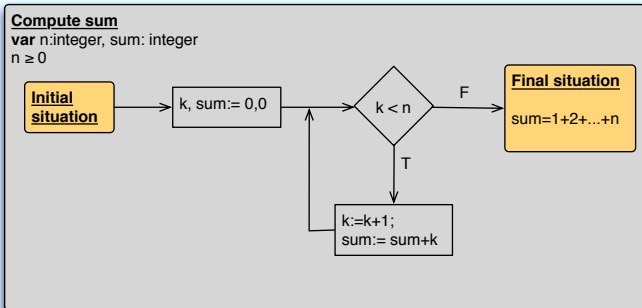 Compute sum
var n:integer, sum: integer
n ≥ 0
Initial
situation
k, sum:= 0,0
k < n
F
Final situation
sum=1+2+...+n
T
k:=k+1;
sum:= sum+k